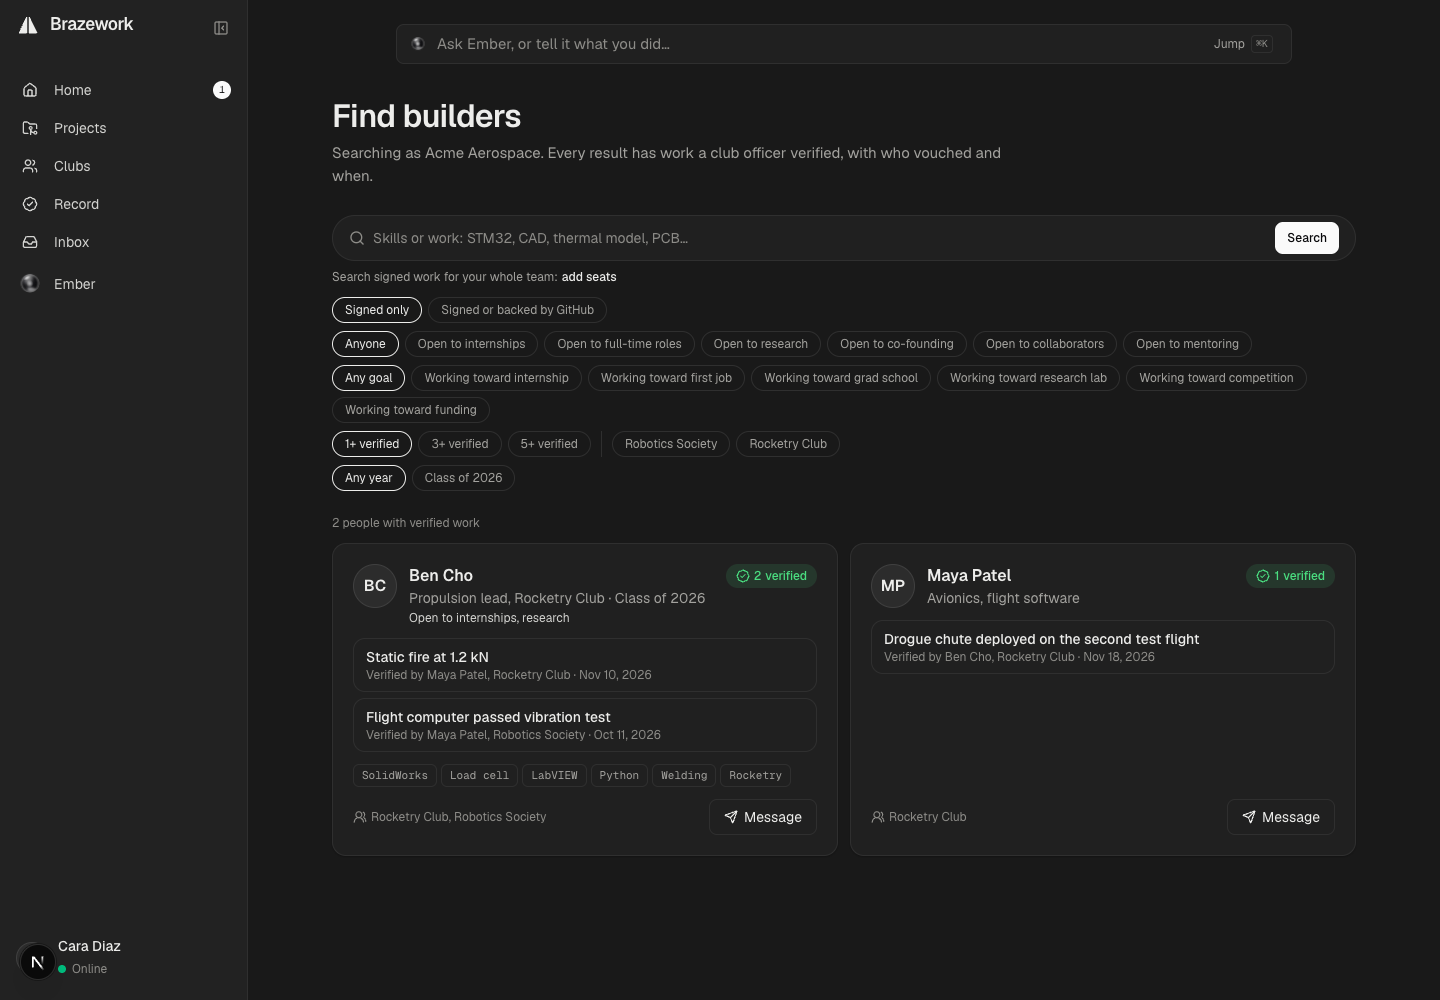 Brazework
Home
1
Projects
Clubs
Record
Inbox
Ember
Cara Diaz
Online
N
Ask Ember, or tell it what you did...
Jump ⌘K
Find builders
Searching as Acme Aerospace. Every result has work a club officer verified, with who vouched and
when.
Skills or work: STM32, CAD, thermal model, PCB...
Search
Search signed work for your whole team: add seats
Signed only
Signed or backed by GitHub
Anyone
Open to internships
Open to full-time roles
Open to research
Open to co-founding
Open to collaborators
Open to mentoring
Any goal
Working toward internship
Working toward first job
Working toward grad school
Working toward research lab
Working toward competition
Working toward funding
1+ verified
3+ verified
5+ verified
Robotics Society
Rocketry Club
Any year
Class of 2026
2 people with verified work
BC
Ben Cho
2 verified
Propulsion lead, Rocketry Club · Class of 2026
Open to internships, research
Static fire at 1.2 kN
Verified by Maya Patel, Rocketry Club · Nov 10, 2026
Flight computer passed vibration test
Verified by Maya Patel, Robotics Society · Oct 11, 2026
SolidWorks
Load cell
LabVIEW
Python
Welding
Rocketry
Rocketry Club, Robotics Society
Message
MP
Maya Patel
1 verified
Avionics, flight software
Drogue chute deployed on the second test flight
Verified by Ben Cho, Rocketry Club · Nov 18, 2026
Rocketry Club
Message